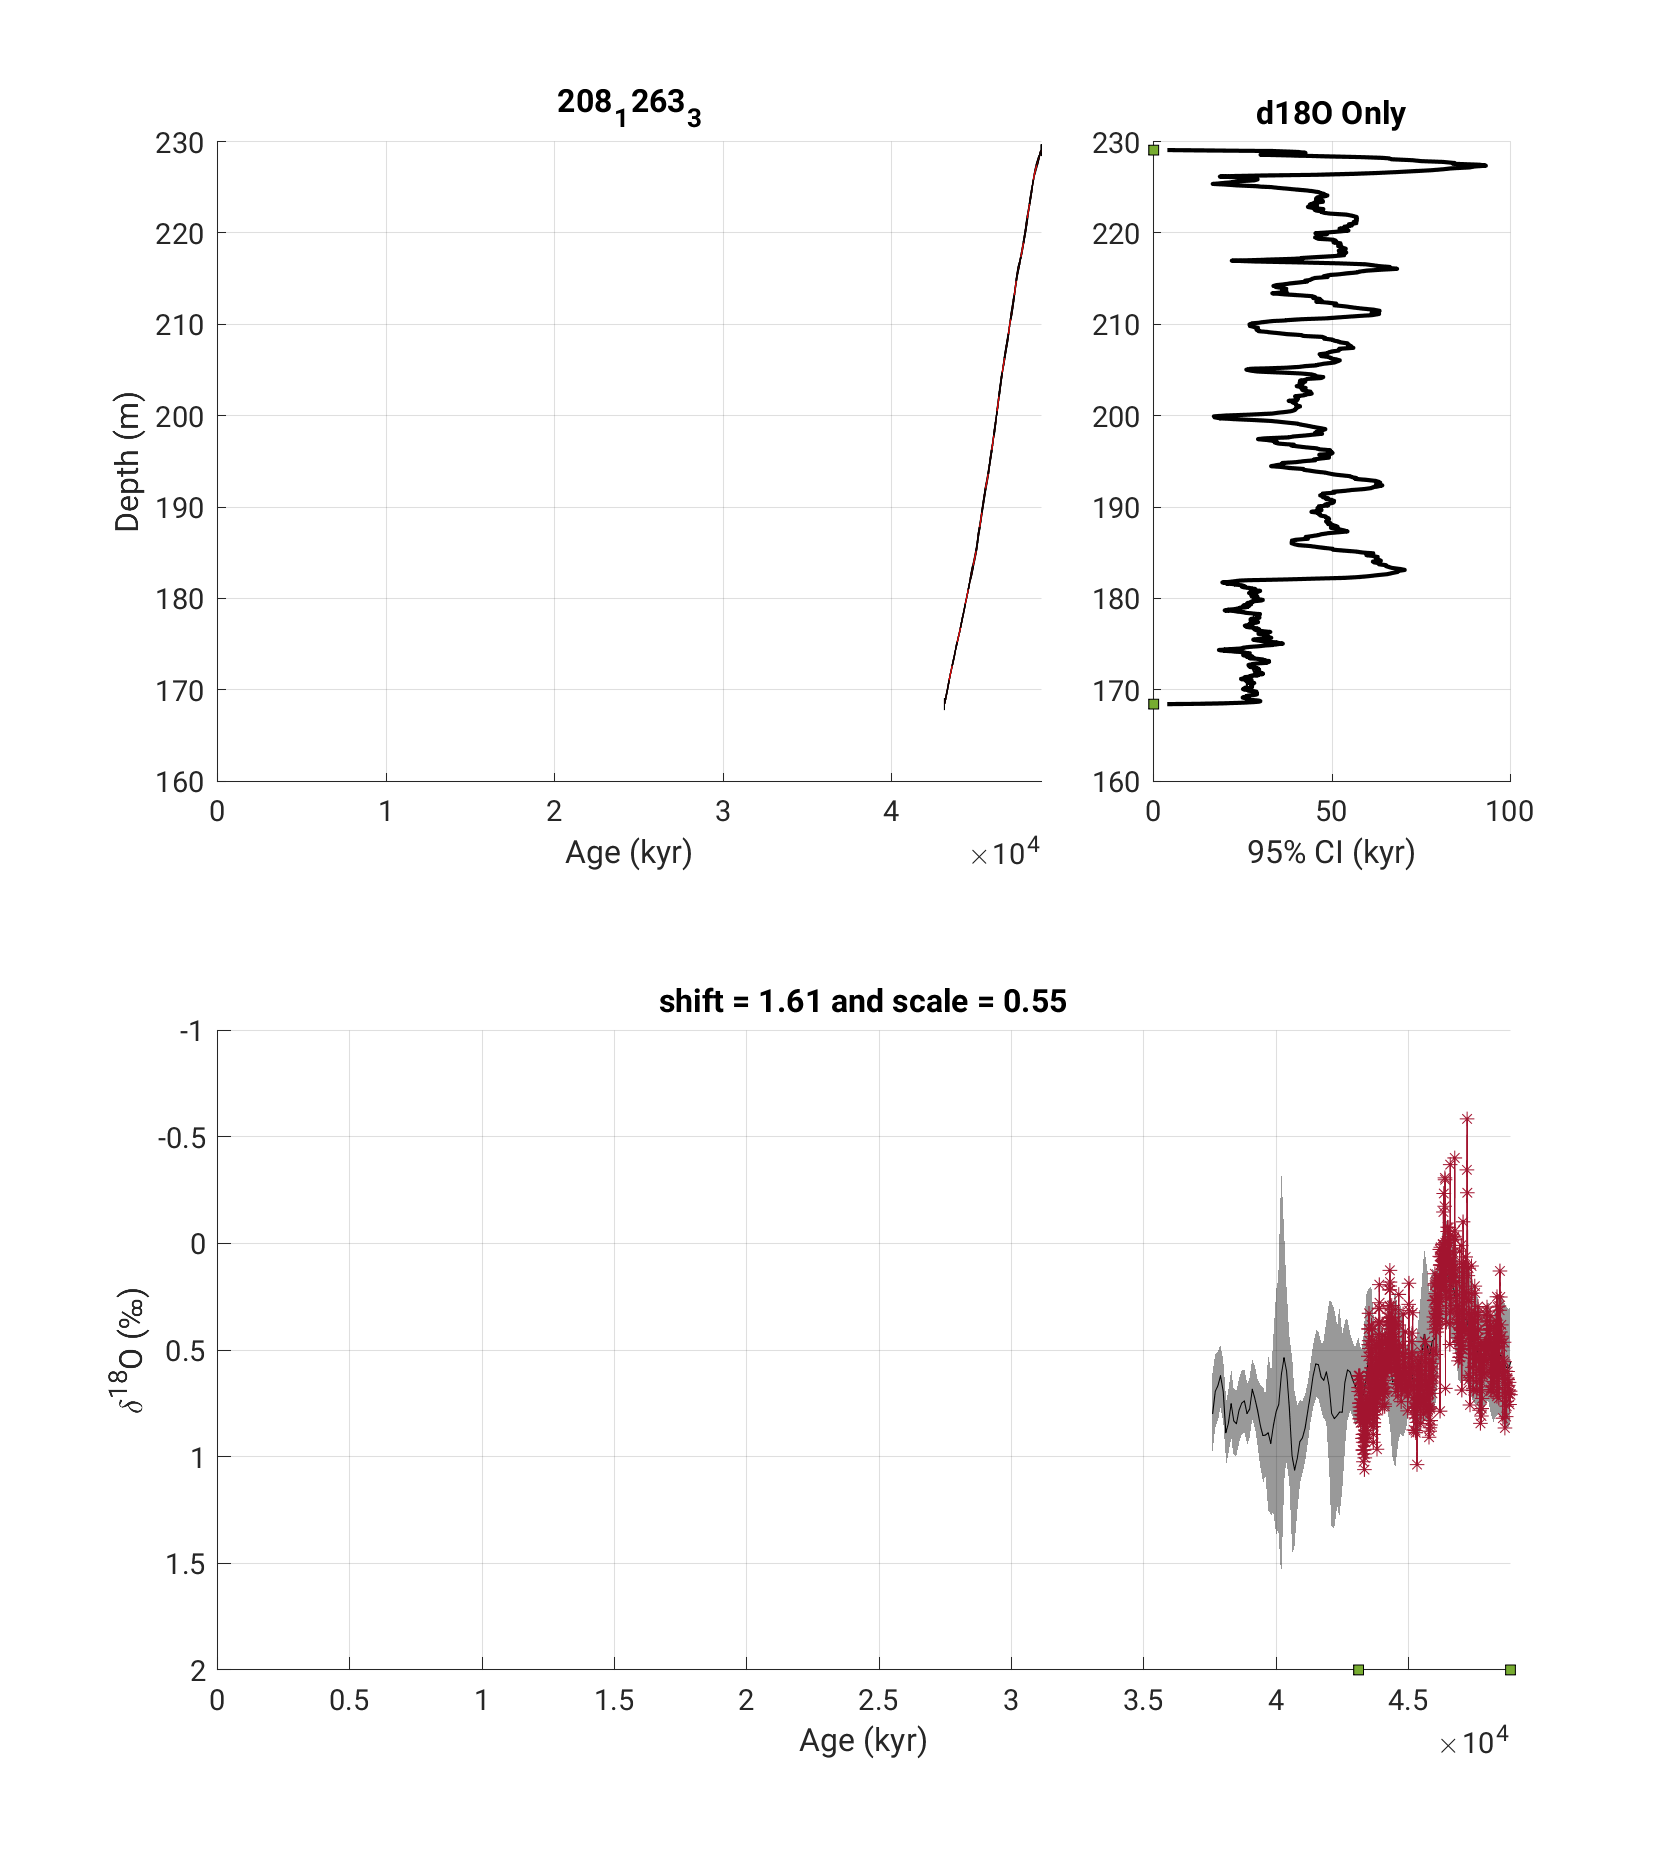 208₁263₃
230
220
210
200
190
180
170
160
Depth (m)
0 1 2 3 4
×10⁴
Age (kyr)
d18O Only
230
220
210
200
190
180
170
160
0 50 100
95% CI (kyr)
shift = 1.61 and scale = 0.55
-1
-0.5
0
0.5
1
1.5
2
δ¹⁸O (‰)
0 0.5 1 1.5 2 2.5 3 3.5 4 4.5
×10⁴
Age (kyr)